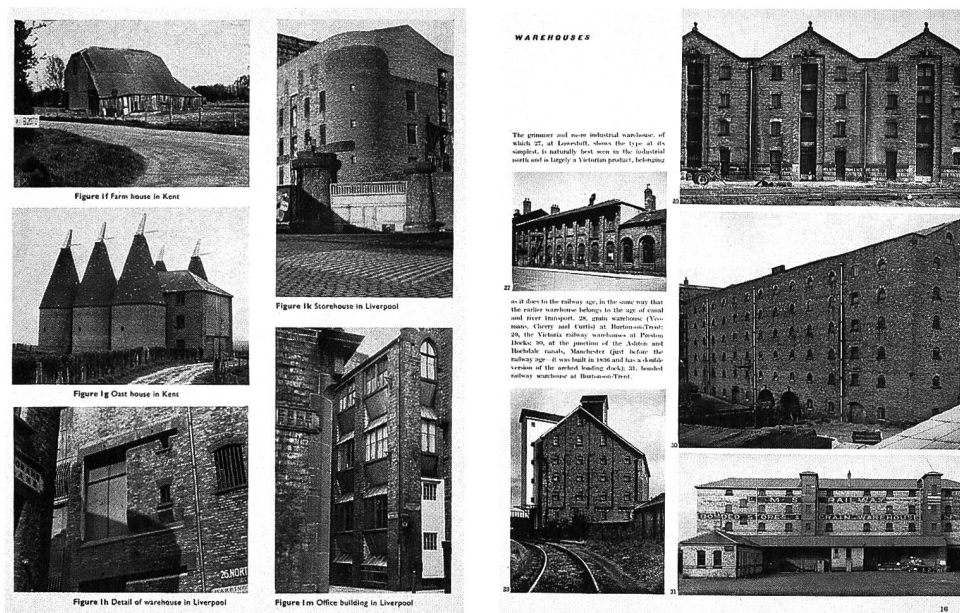 Figure 1f Farm house in Kent
Figure 1g Oast house in Kent
25,NORT
Figure 1h Detail of warehouse in Liverpool
Figure 1k Storehouse in Liverpool
Figure 1m Office building in Liverpool
WAREHOUSES
The grimmer and more industrial warehouse, of
which 27, at Lowestoft, shows the type at its
simplest, is naturally best seen in the industrial
north and is largely a Victorian product, belonging
27
as it does to the railway age, in the same way that
the earlier warehouse belongs to the age of canal
and river transport. 28, grain warehouse (Yeo-
mans, Cherry and Curtis) at Burton-on-Trent;
29, the Victoria railway warehouses at Preston
Docks; 30, at the junction of the Ashton and
Rochdale canals, Manchester (just before the
railway age—it was built in 1836 and has a double
version of the arched loading dock); 31, bonded
railway warehouse at Burton-on-Trent.
30
GRAIN WAREHOUSE
31
16